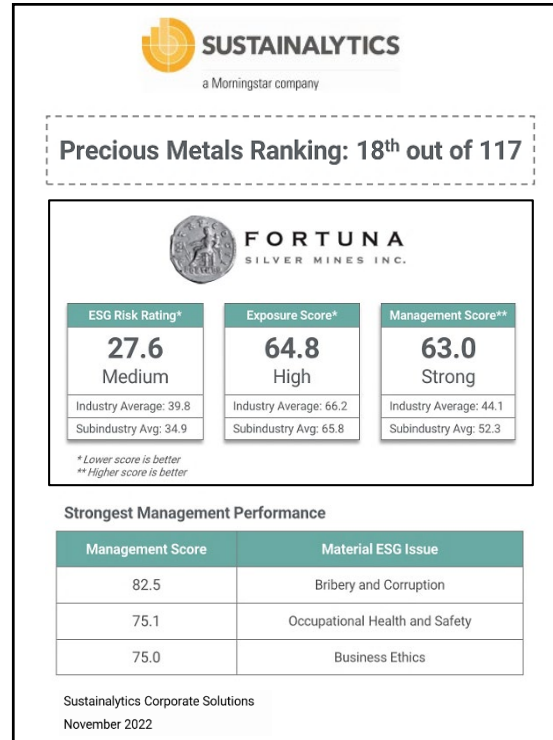 SUSTAINALYTICS
a Morningstar company
Precious Metals Ranking: 18th out of 117
FORTUNA
SILVER MINES INC.
ESG Risk Rating*
27.6
Medium
Industry Average: 39.8
Subindustry Avg: 34.9
Exposure Score*
64.8
High
Industry Average: 66.2
Subindustry Avg: 65.8
Management Score**
63.0
Strong
Industry Average: 44.1
Subindustry Avg: 52.3
* Lower score is better
** Higher score is better
Strongest Management Performance
Management Score Material ESG Issue
82.5 Bribery and Corruption
75.1 Occupational Health and Safety
75.0 Business Ethics
Sustainalytics Corporate Solutions
November 2022